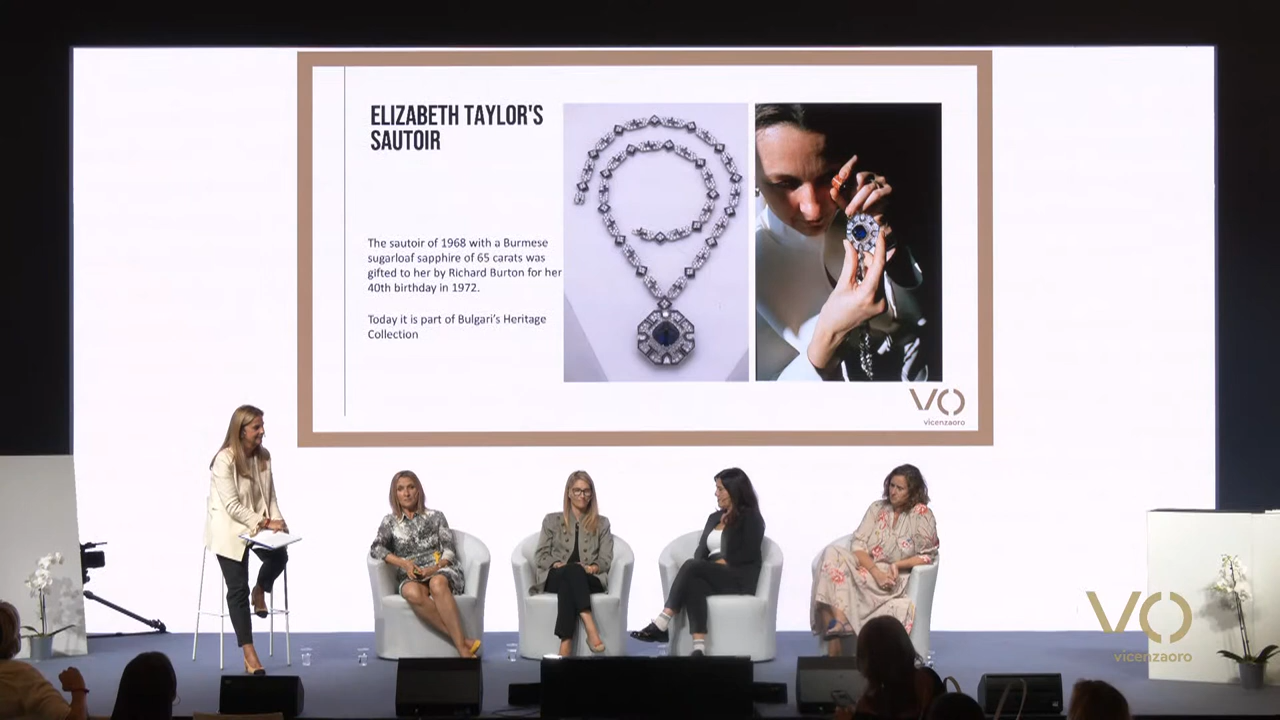 ELIZABETH TAYLOR'S
SAUTOIR
The sautoir of 1968 with a Burmese
sugarloaf sapphire of 65 carats was
gifted to her by Richard Burton for her
40th birthday in 1972.
Today it is part of Bulgari’s Heritage
Collection
VO
vicenzaoro
VO
vicenzaoro